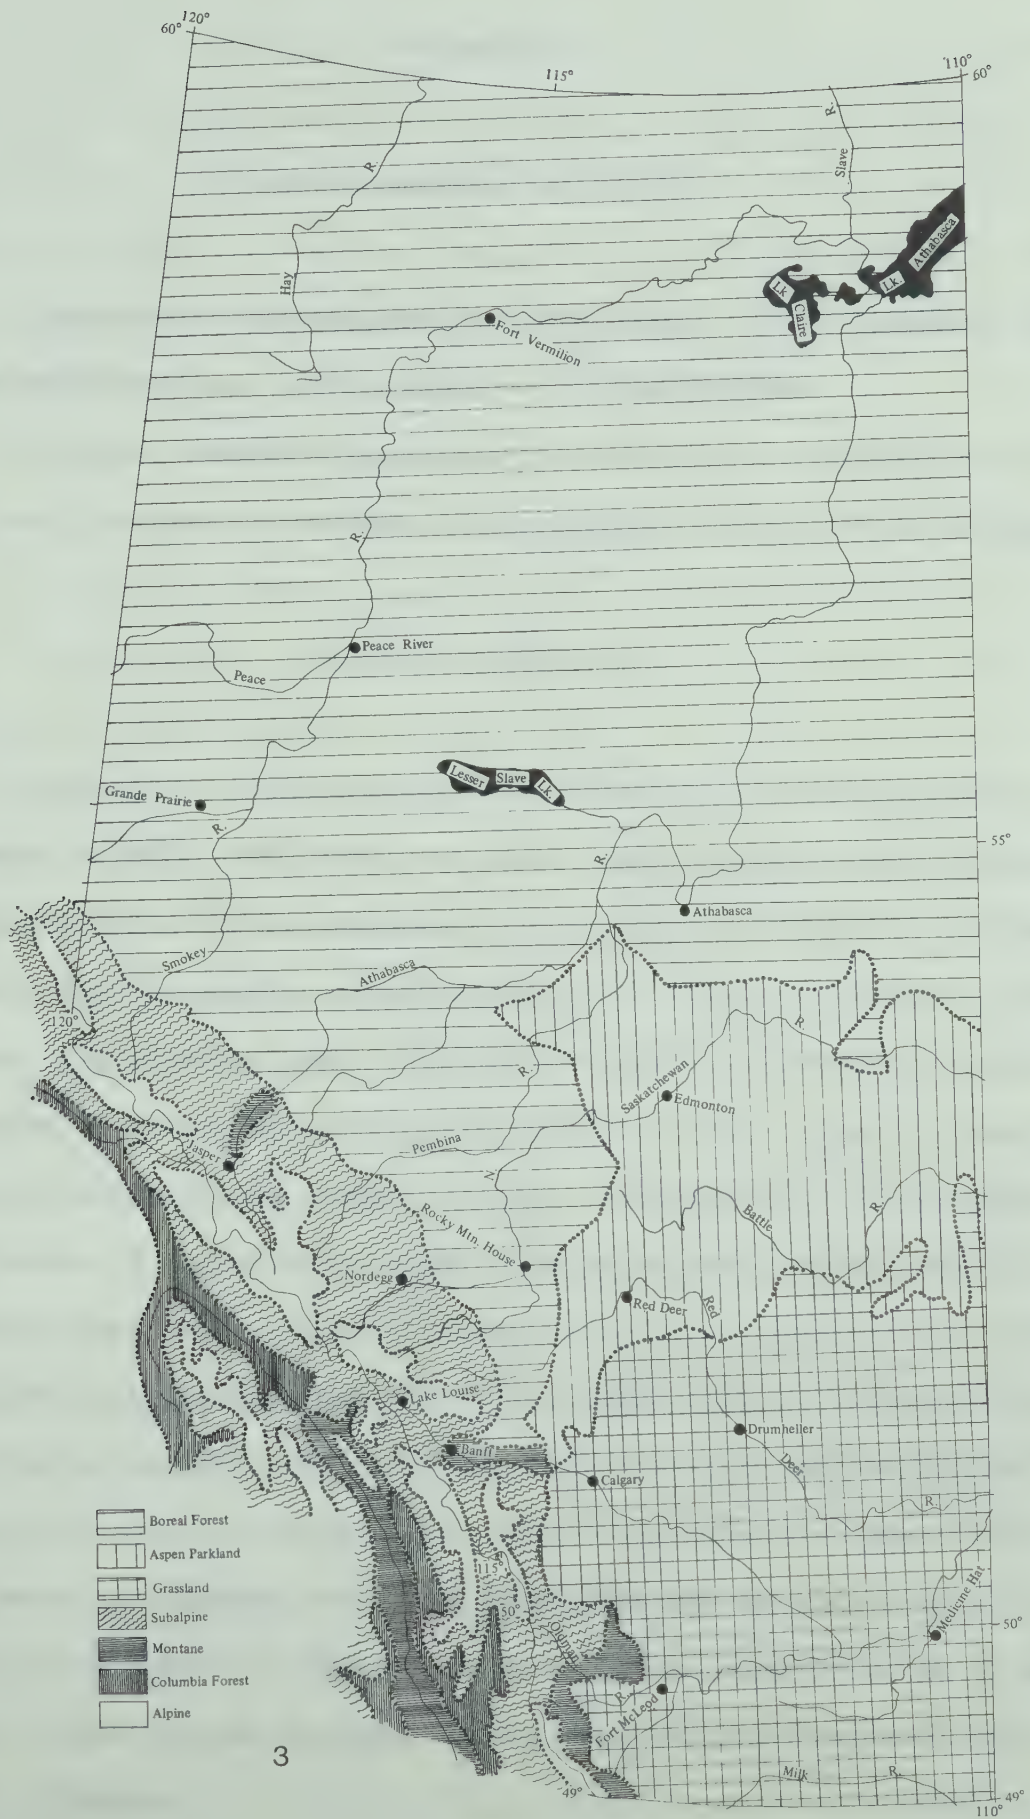 120°
60°
115°
110°
60°
R.
R.
Slave
Hay
Lk.
Athabasca
Lk
Claire
Fort Vermilion
R.
Peace River
Peace
Lesser Slave Lk.
Grande Prairie
R.
R.
55°
Athabasca
Smokey
Athabasca
120°
R.
R.
Saskatchewan
Edmonton
Jasper
Pembina
N.
Rocky Mtn. House
Battle
R.
Nordegg
Red Deer
Red
Lake Louise
Drumheller
Banff
Calgary
Deer
R.
Boreal Forest
Aspen Parkland
Grassland
Subalpine
Montane
Columbia Forest
Alpine
115°
50°
Medicine Hat
50°
Oldman
R.
Fort McLeod
3
Milk
R.
49°
49°
110°